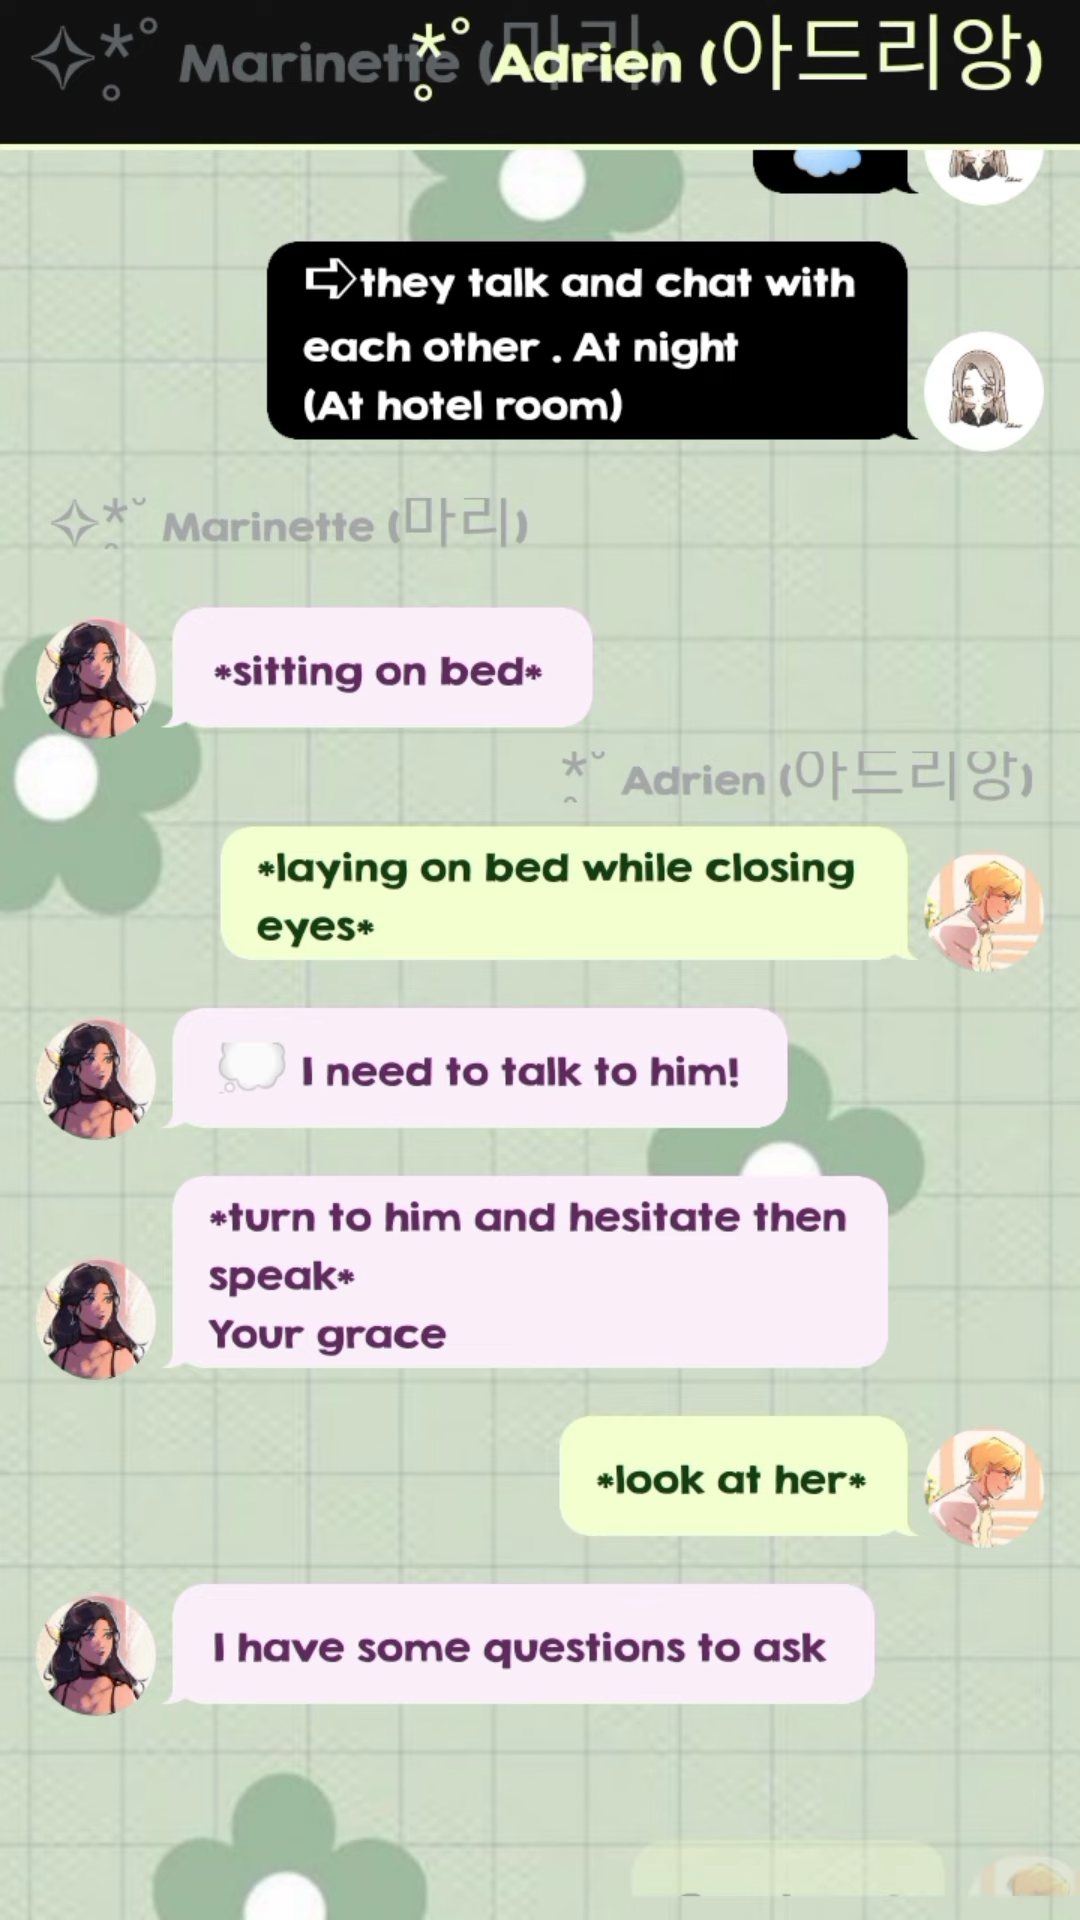 Marinette (마리)
Adrien (아드리앙)
⇨they talk and chat with
each other . At night
(At hotel room)
Marinette (마리)
*sitting on bed*
Adrien (아드리앙)
*laying on bed while closing
eyes*
I need to talk to him!
*turn to him and hesitate then
speak*
Your grace
*look at her*
I have some questions to ask